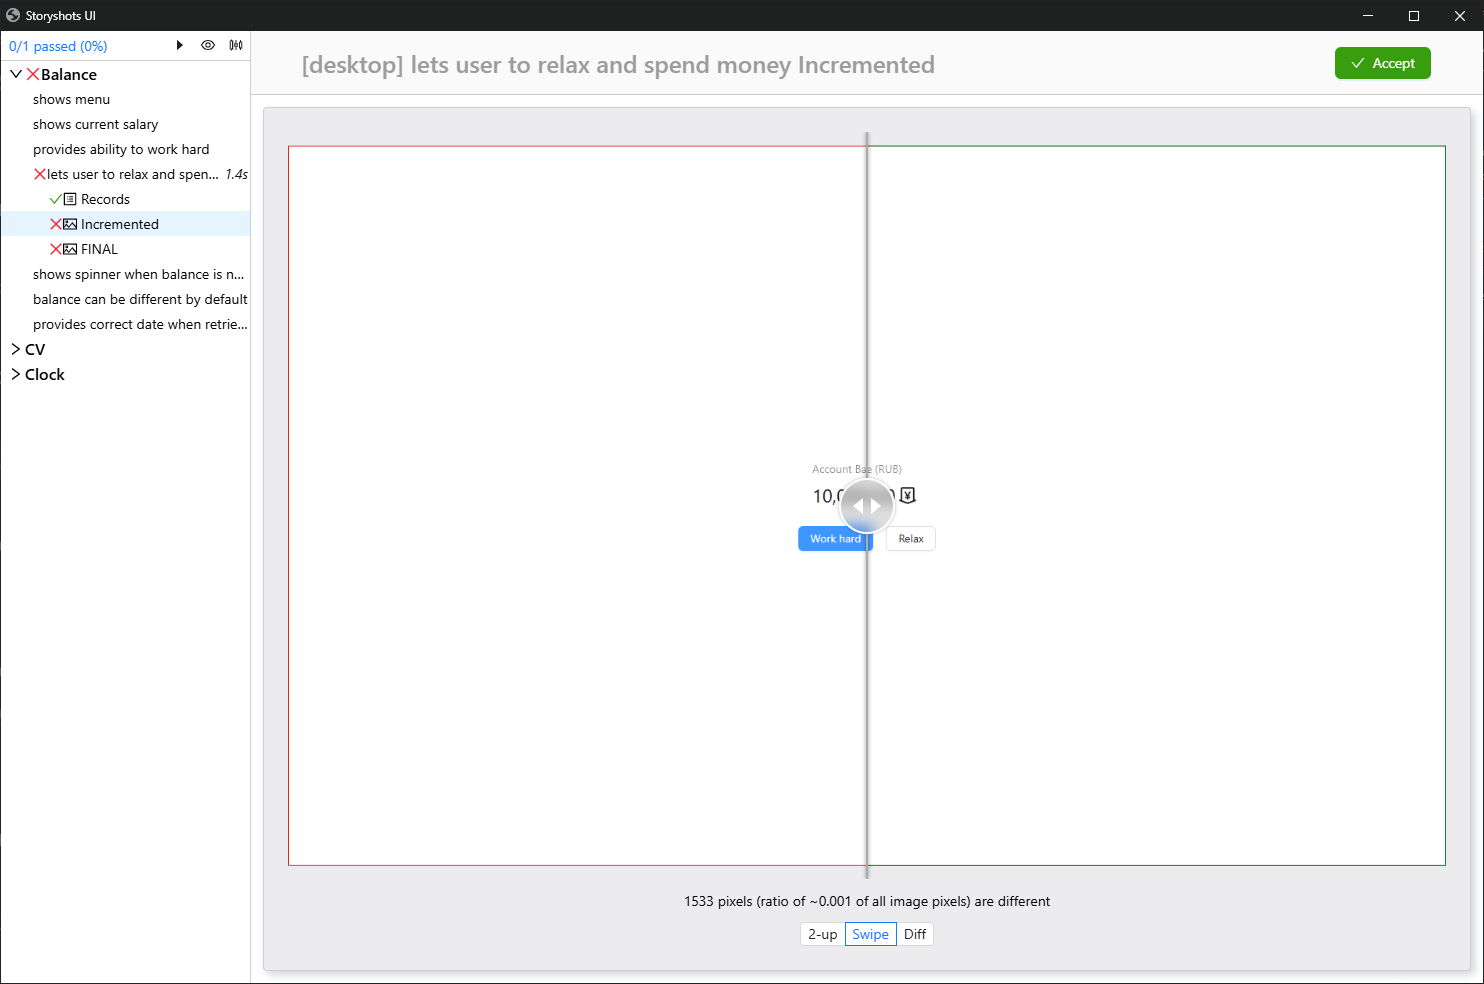 Storyshots UI
0/1 passed (0%)
Balance
shows menu
shows current salary
provides ability to work hard
lets user to relax and spen... 1.4s
Records
Incremented
FINAL
shows spinner when balance is n...
balance can be different by default
provides correct date when retrie...
CV
Clock
[desktop] lets user to relax and spend money Incremented
Accept
Account Ba e (RUB)
10,
Work hard
Relax
1533 pixels (ratio of ~0.001 of all image pixels) are different
2-up
Swipe
Diff